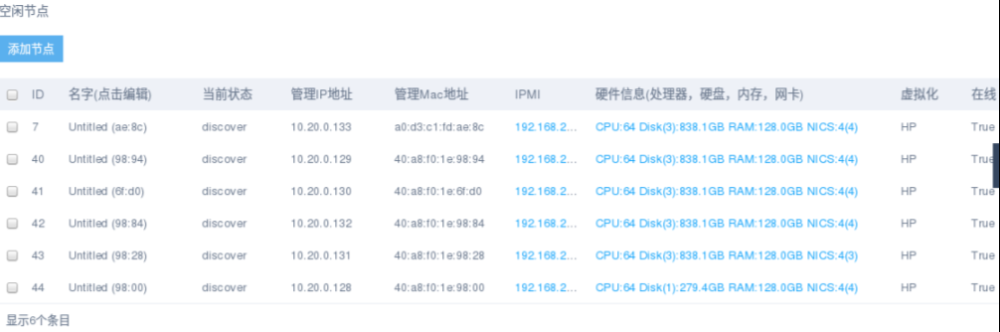 空闲节点
添加节点
ID 名字(点击编辑) 当前状态 管理IP地址 管理Mac地址 IPMI 硬件信息(处理器，硬盘，内存，网卡) 虚拟化 在线
7 Untitled (ae:8c) discover 10.20.0.133 a0:d3:c1:fd:ae:8c 192.168.2... CPU:64 Disk(3):838.1GB RAM:128.0GB NICS:4(4) HP True
40 Untitled (98:94) discover 10.20.0.129 40:a8:f0:1e:98:94 192.168.2... CPU:64 Disk(3):838.1GB RAM:128.0GB NICS:4(4) HP True
41 Untitled (6f:d0) discover 10.20.0.130 40:a8:f0:1e:6f:d0 192.168.2... CPU:64 Disk(3):838.1GB RAM:128.0GB NICS:4(4) HP True
42 Untitled (98:84) discover 10.20.0.132 40:a8:f0:1e:98:84 192.168.2... CPU:64 Disk(3):838.1GB RAM:128.0GB NICS:4(4) HP True
43 Untitled (98:28) discover 10.20.0.131 40:a8:f0:1e:98:28 192.168.2... CPU:64 Disk(3):838.1GB RAM:128.0GB NICS:4(3) HP True
44 Untitled (98:00) discover 10.20.0.128 40:a8:f0:1e:98:00 192.168.2... CPU:64 Disk(1):279.4GB RAM:128.0GB NICS:4(4) HP True
显示6个条目